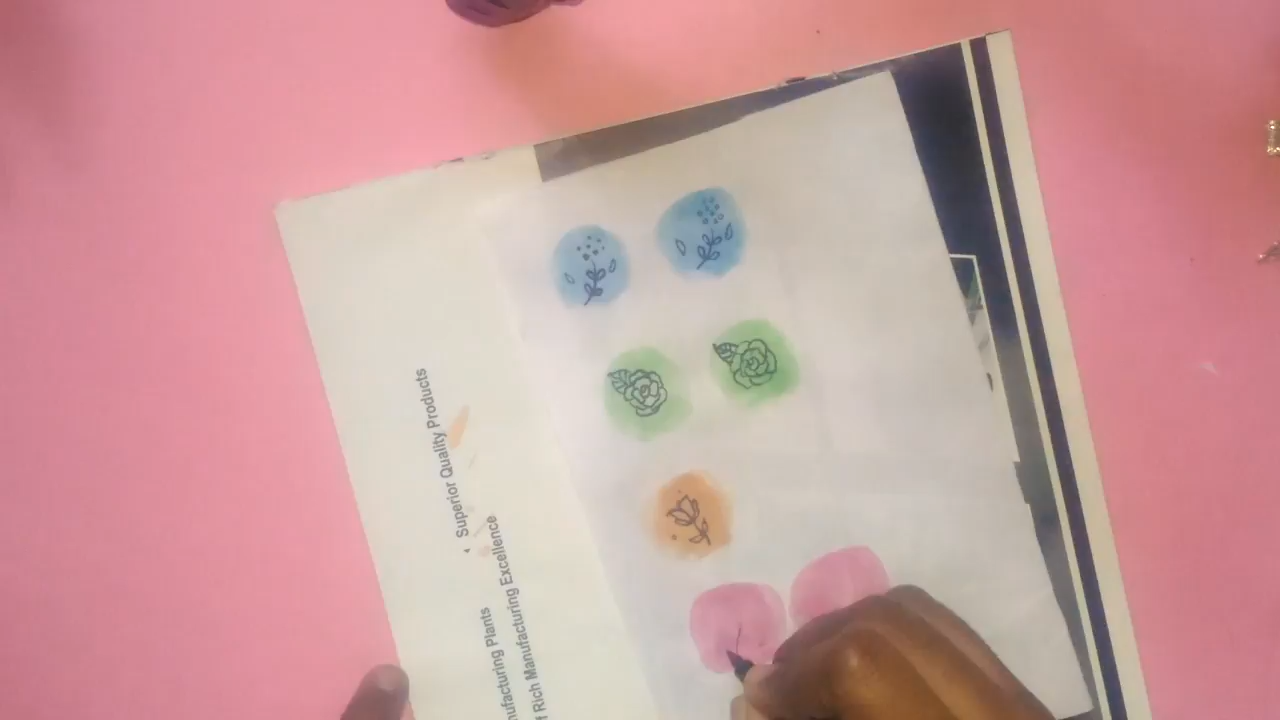 Superior Quality Products
nufacturing Plants
f Rich Manufacturing Excellence